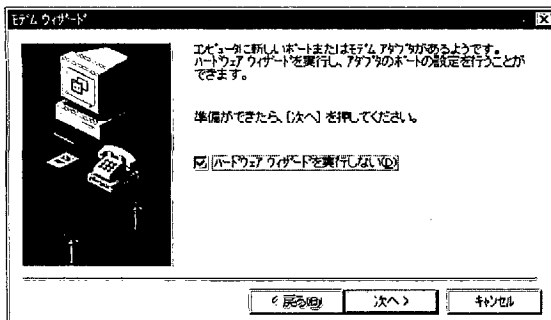 モデム ウィザード
コンピュータに新しいポートまたはモデム アダプタがあるようです。
ハードウェア ウィザードを実行し、アダプタのポートの設定を行うことが
できます。
準備ができたら、[次へ] を押してください。
ハードウェア ウィザードを実行しない(D)
< 戻る(B)
次へ >
キャンセル